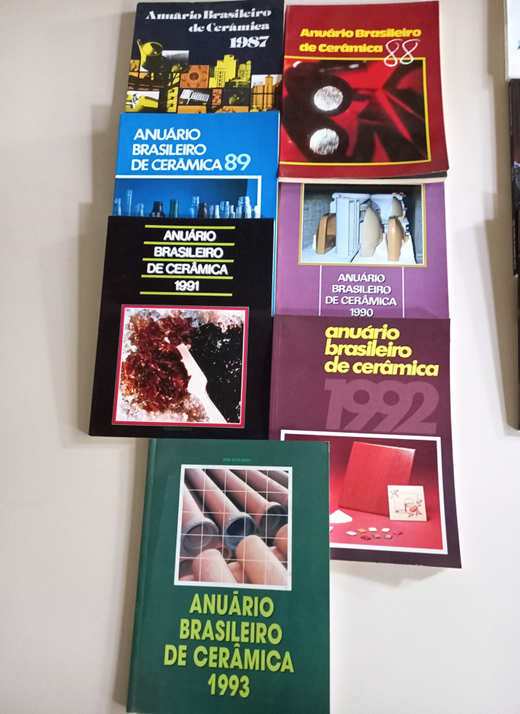 Anuário Brasileiro
de Cerâmica
1987
Anuário Brasileiro
de Cerâmica 88
ANUÁRIO
BRASILEIRO
DE CERÂMICA 89
ANUÁRIO
BRASILEIRO
DE CERÂMICA
1990
ANUÁRIO
BRASILEIRO
DE CERÂMICA
1991
anuário
brasileiro
de cerâmica
1992
ANUÁRIO
BRASILEIRO
DE CERÂMICA
1993